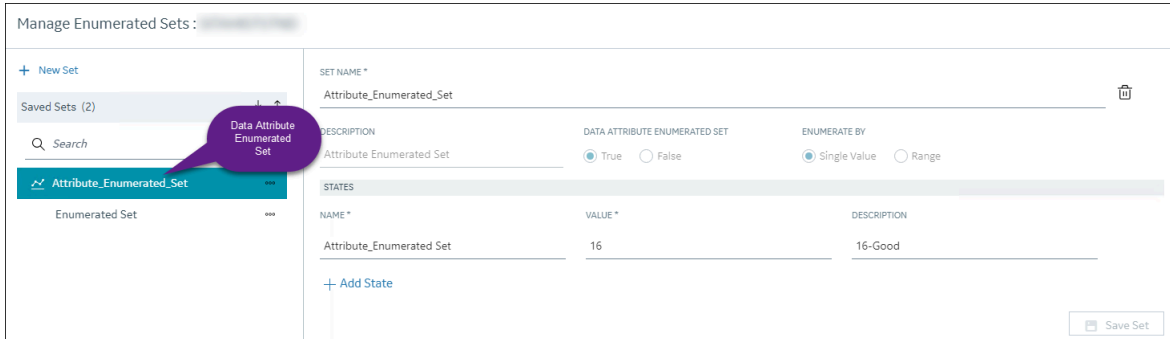 Manage Enumerated Sets :
+ New Set
Saved Sets (2)
Search
Attribute_Enumerated_Set
Enumerated Set
Data Attribute
Enumerated
Set
SET NAME *
Attribute_Enumerated_Set
DESCRIPTION
Attribute Enumerated Set
DATA ATTRIBUTE ENUMERATED SET
True False
ENUMERATE BY
Single Value Range
STATES
NAME * VALUE * DESCRIPTION
Attribute_Enumerated Set 16 16-Good
+ Add State
Save Set